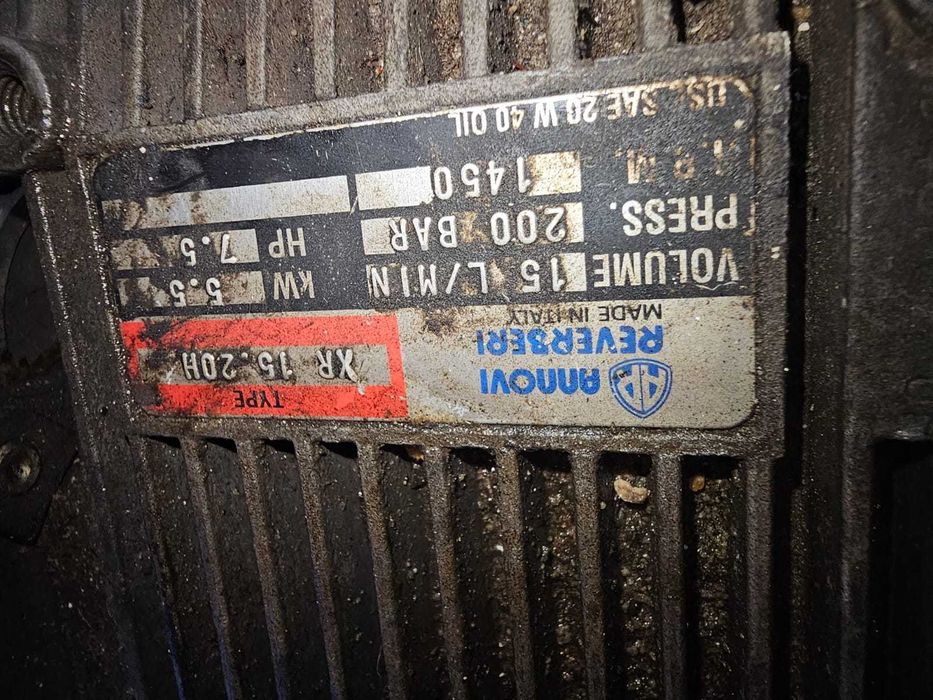 ANNOVI
REVERBERI
MADE IN ITALY
TYPE
XR 15.20H
VOLUME 15 L/MIN kW 5.5
PRESS. 200 BAR HP 7.5
R.P.M. 1450
US. SAE 20 W 40 OIL